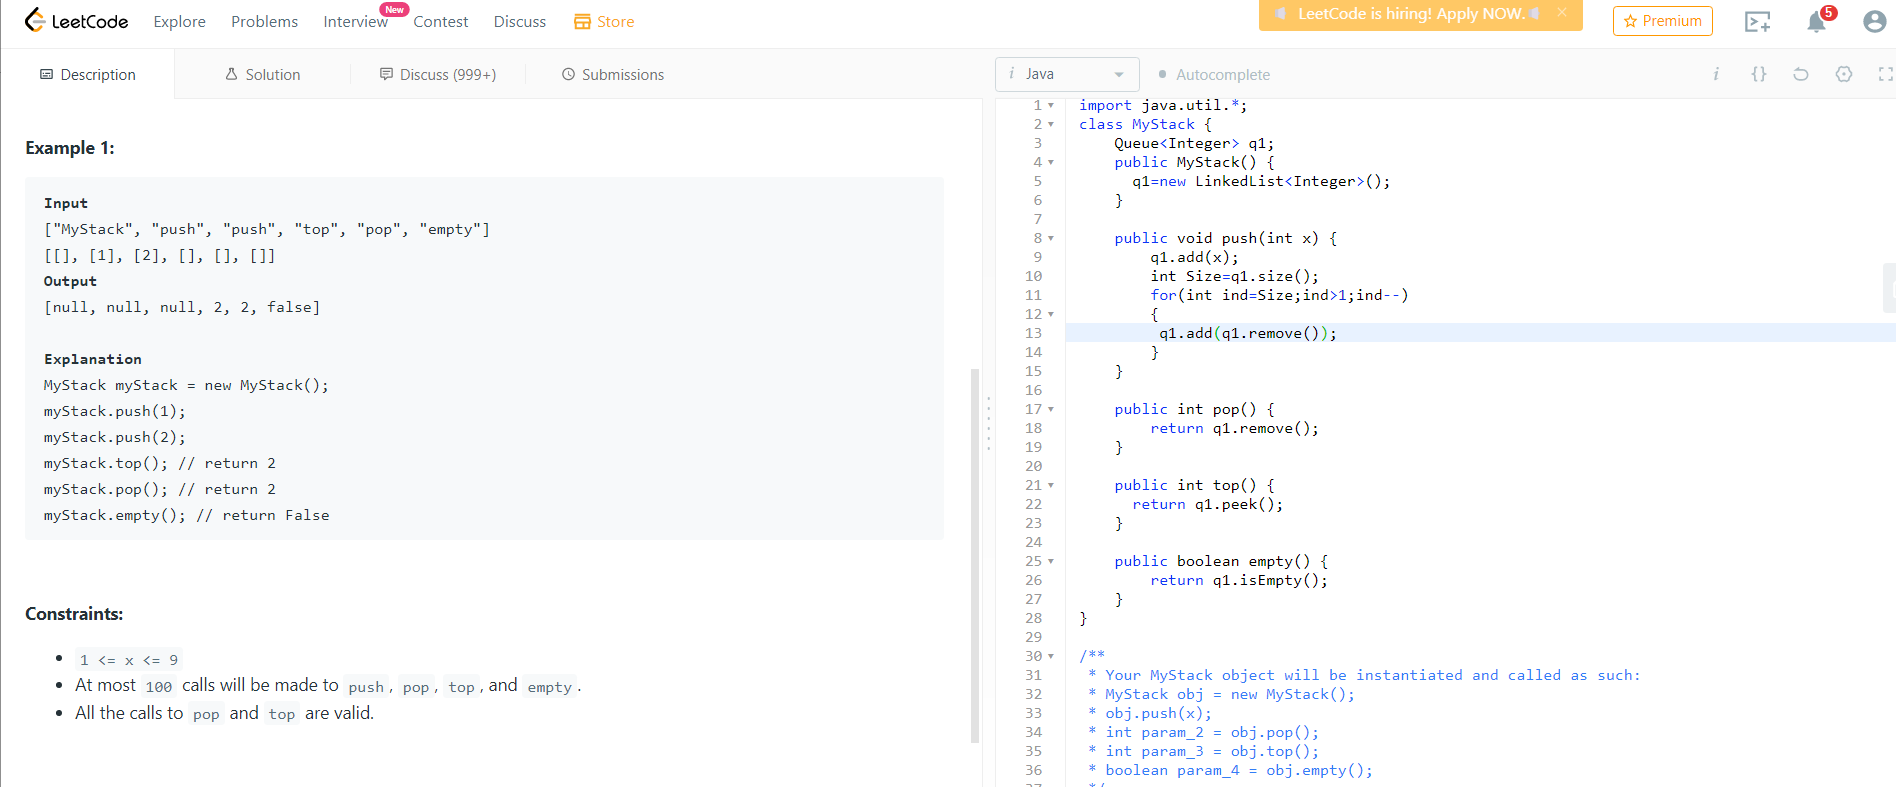 LeetCode Explore Problems Interview New Contest Discuss Store LeetCode is hiring! Apply NOW. × Premium 5
Description Solution Discuss (999+) Submissions
i Java Autocomplete i {}
Example 1:
Input
["MyStack", "push", "push", "top", "pop", "empty"]
[[], [1], [2], [], [], []]
Output
[null, null, null, 2, 2, false]
Explanation
MyStack myStack = new MyStack();
myStack.push(1);
myStack.push(2);
myStack.top(); // return 2
myStack.pop(); // return 2
myStack.empty(); // return False
Constraints:
• 1 <= x <= 9
• At most 100 calls will be made to push, pop, top, and empty.
• All the calls to pop and top are valid.
1 import java.util.*;
2 class MyStack {
3 Queue<Integer> q1;
4 public MyStack() {
5 q1=new LinkedList<Integer>();
6 }
7
8 public void push(int x) {
9 q1.add(x);
10 int Size=q1.size();
11 for(int ind=Size;ind>1;ind--)
12 {
13 q1.add(q1.remove());
14 }
15 }
16
17 public int pop() {
18 return q1.remove();
19 }
20
21 public int top() {
22 return q1.peek();
23 }
24
25 public boolean empty() {
26 return q1.isEmpty();
27 }
28 }
29
30 /**
31 * Your MyStack object will be instantiated and called as such:
32 * MyStack obj = new MyStack();
33 * obj.push(x);
34 * int param_2 = obj.pop();
35 * int param_3 = obj.top();
36 * boolean param_4 = obj.empty();